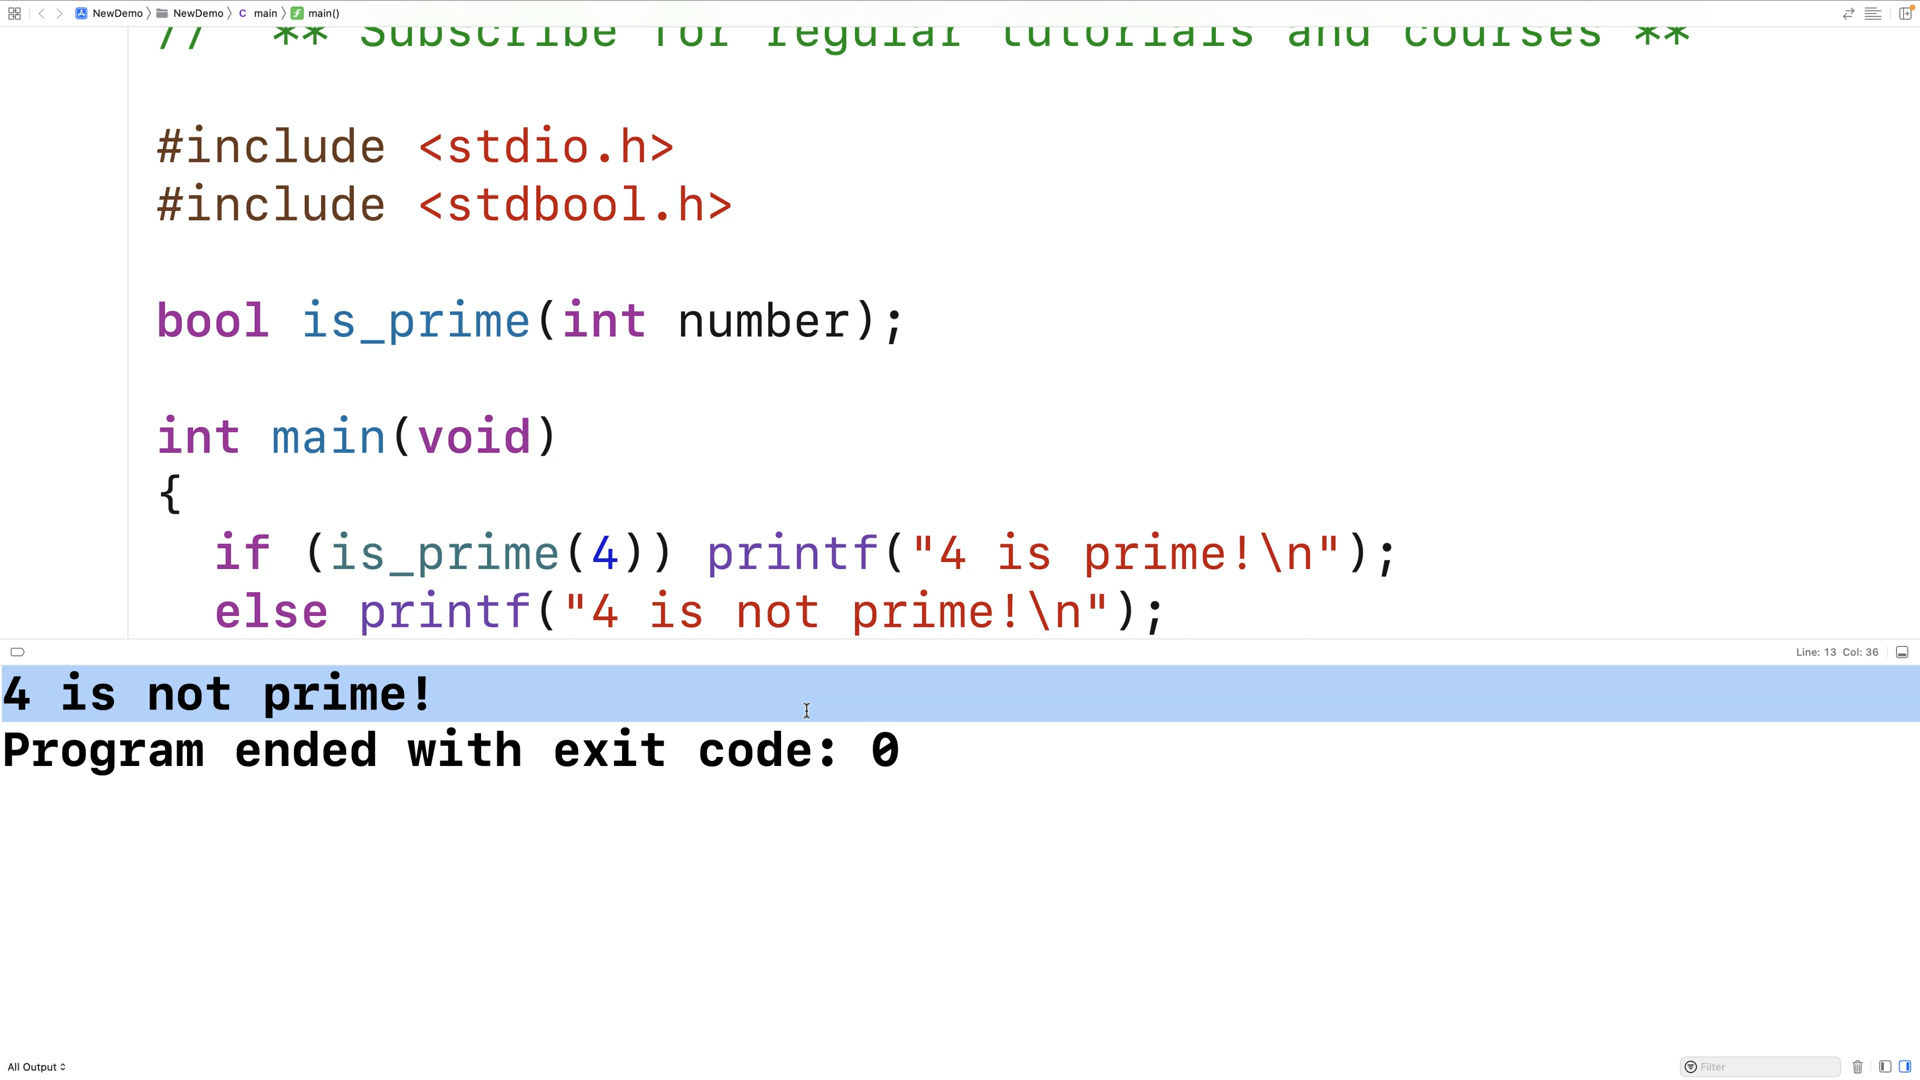 NewDemo NewDemo C main f main()
// ** Subscribe for regular tutorials and courses **
#include <stdio.h>
#include <stdbool.h>
bool is_prime(int number);
int main(void)
{
if (is_prime(4)) printf("4 is prime!\n");
else printf("4 is not prime!\n");
Line: 13 Col: 36
4 is not prime!
Program ended with exit code: 0
All Output
Filter